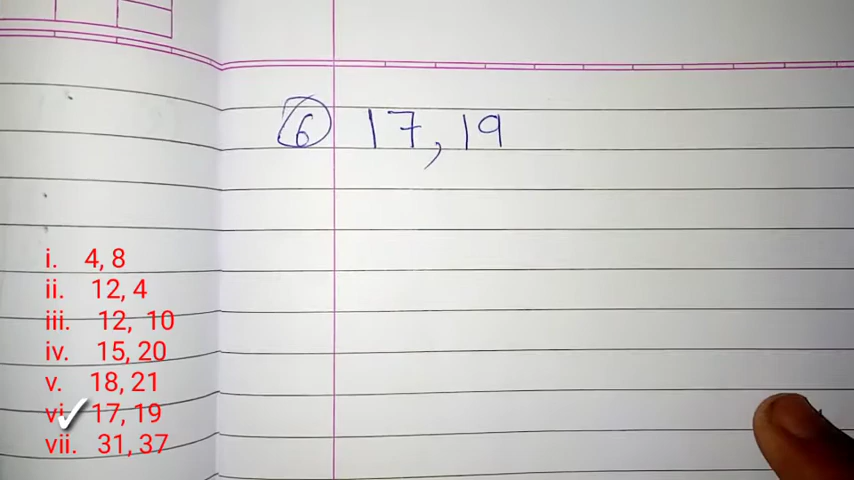 6 17, 19
i. 4, 8
ii. 12, 4
iii. 12, 10
iv. 15, 20
v. 18, 21
vi. 17, 19
vii. 31, 37